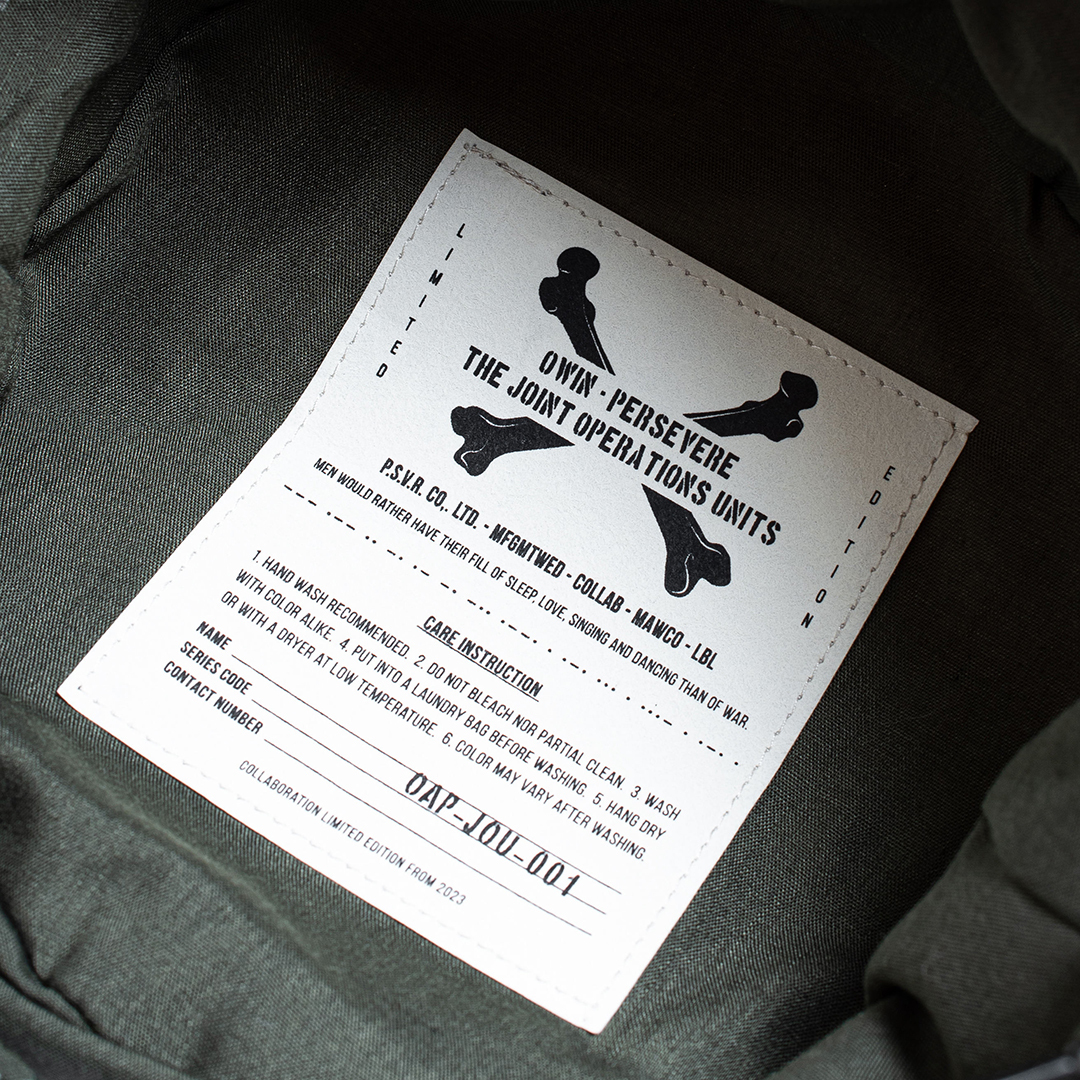 LIMITED
OWIN - PERSEVERE
THE JOINT OPERATIONS UNITS
EDITION
P.S.V.R. CO,. LTD. - MFGMTWED - COLLAB - MAWCO - LBL
MEN WOULD RATHER HAVE THEIR FILL OF SLEEP, LOVE, SINGING AND DANCING THAN OF WAR.
CARE INSTRUCTION
1. HAND WASH RECOMMENDED. 2. DO NOT BLEACH NOR PARTIAL CLEAN. 3. WASH
WITH COLOR ALIKE. 4. PUT INTO A LAUNDRY BAG BEFORE WASHING. 5. HANG DRY
OR WITH A DRYER AT LOW TEMPERATURE. 6. COLOR MAY VARY AFTER WASHING.
NAME
SERIES CODE OAP-JOU-001
CONTACT NUMBER
COLLABORATION LIMITED EDITION FROM 2023